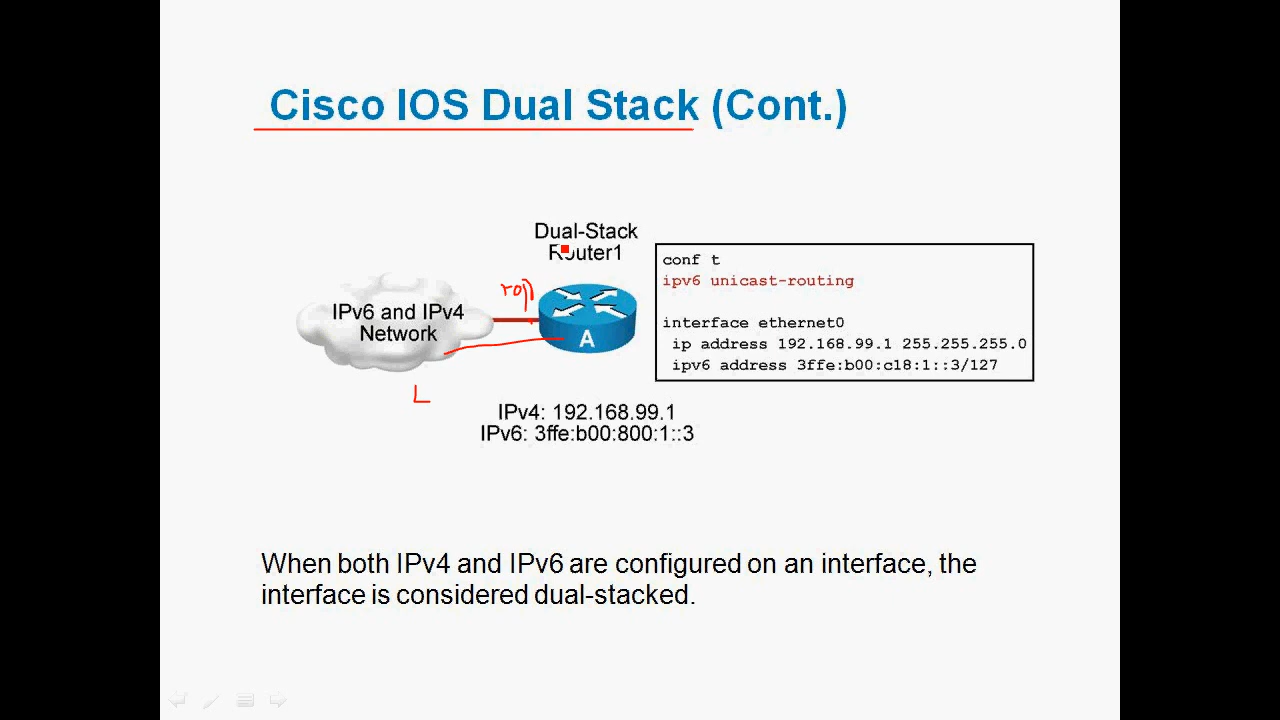 Cisco IOS Dual Stack (Cont.)
Dual-Stack
Router1
conf t
ipv6 unicast-routing
interface ethernet0
ip address 192.168.99.1 255.255.255.0
ipv6 address 3ffe:b00:c18:1::3/127
IPv6 and IPv4
Network
A
IPv4: 192.168.99.1
IPv6: 3ffe:b00:800:1::3
When both IPv4 and IPv6 are configured on an interface, the
interface is considered dual-stacked.